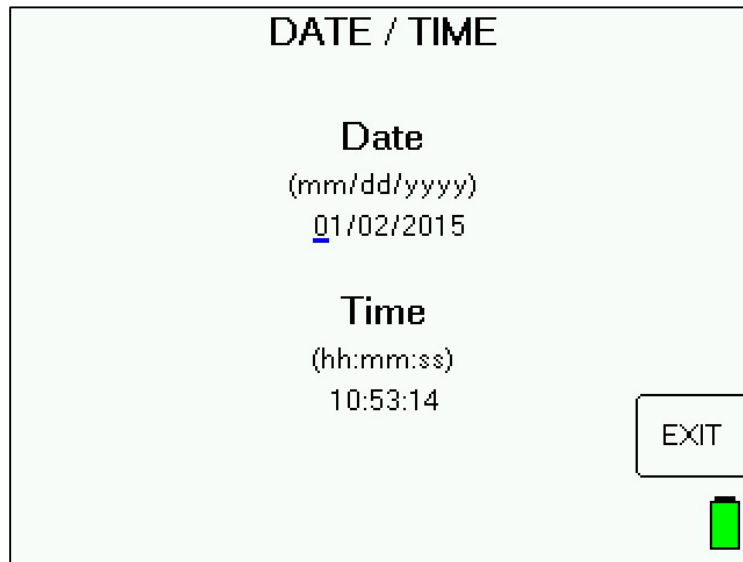 DATE / TIME
Date
(mm/dd/yyyy)
01/02/2015
Time
(hh:mm:ss)
10:53:14
EXIT